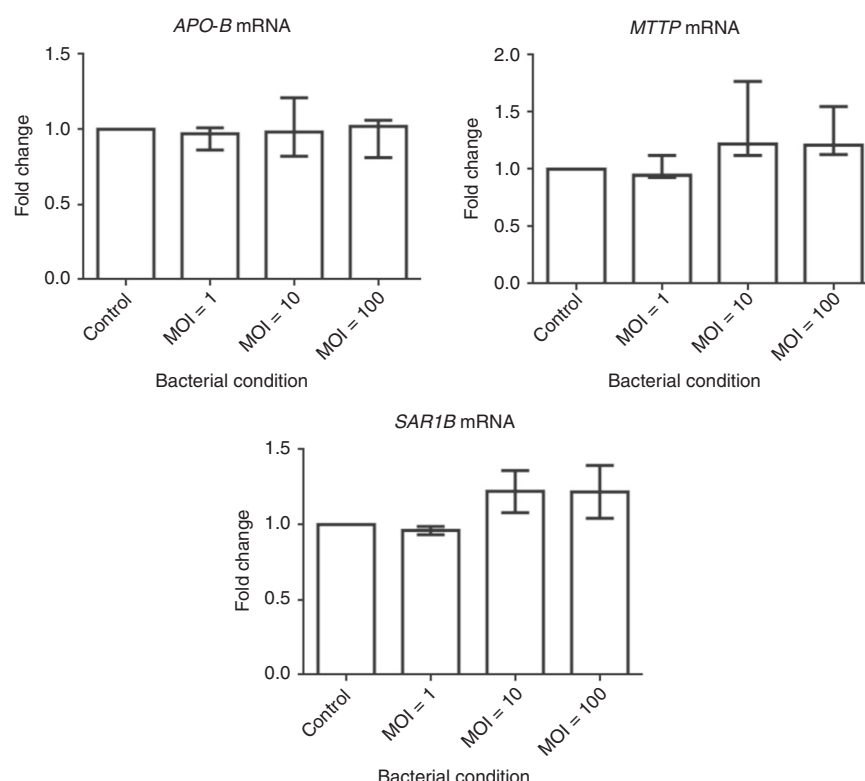 APO-B mRNA
1.5
1.0
0.5
0.0
Fold change
Control
MOI = 1
MOI = 10
MOI = 100
Bacterial condition
MTTP mRNA
2.0
1.5
1.0
0.5
0.0
Fold change
Control
MOI = 1
MOI = 10
MOI = 100
Bacterial condition
SAR1B mRNA
1.5
1.0
0.5
0.0
Fold change
Control
MOI = 1
MOI = 10
MOI = 100
Bacterial condition